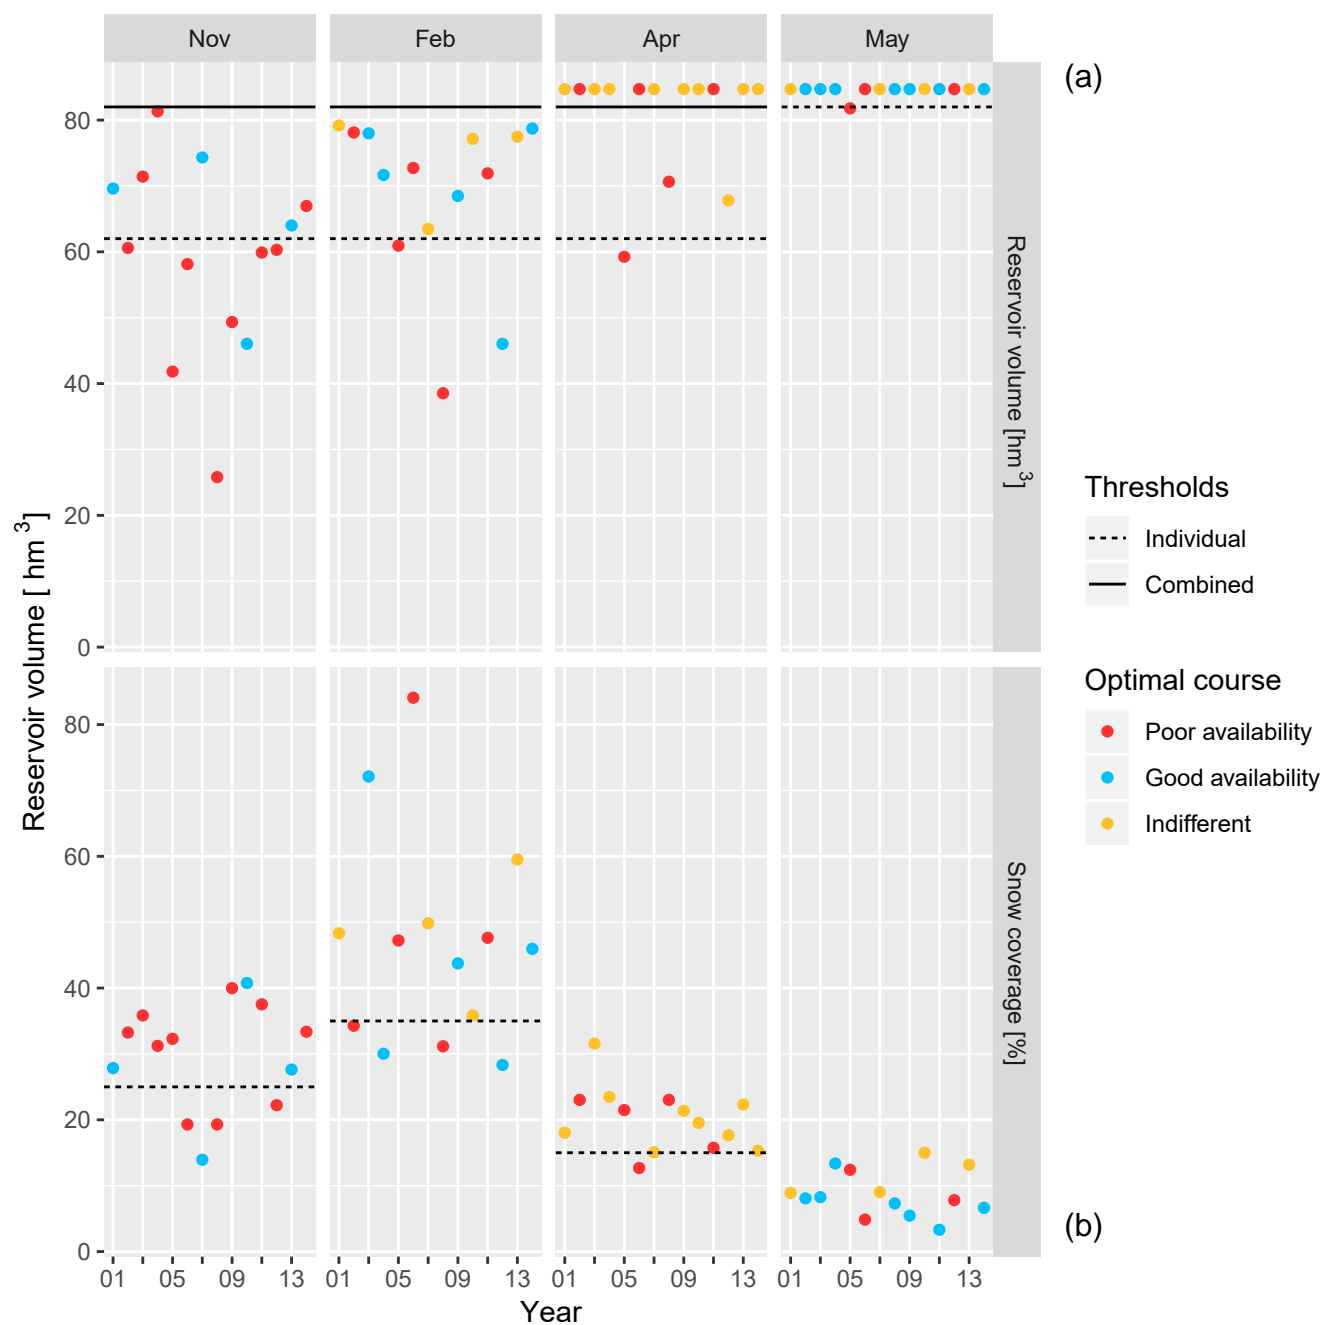 Nov Feb Apr May
(a)
80
60
40
20
0
Reservoir volume [hm³]
Reservoir volume [ hm ³]
Thresholds
Individual
Combined
Optimal course
Poor availability
Good availability
Indifferent
80
60
40
20
0
Snow coverage [%]
(b)
01 05 09 13 01 05 09 13 01 05 09 13 01 05 09 13
Year